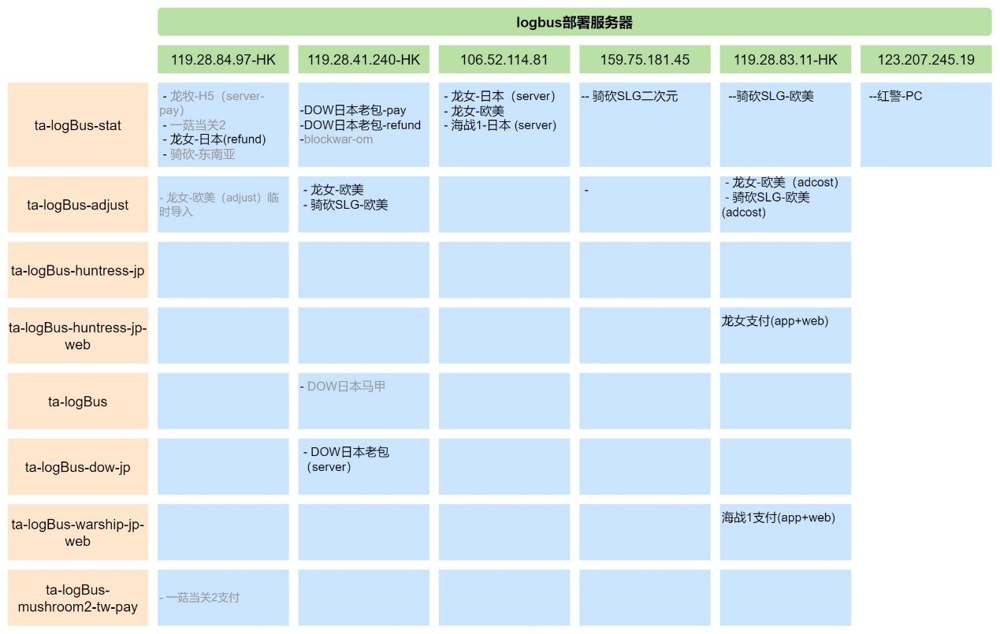 logbus部署服务器
119.28.84.97-HK
119.28.41.240-HK
106.52.114.81
159.75.181.45
119.28.83.11-HK
123.207.245.19
ta-logBus-stat
- 龙牧-H5（server-
pay）
- 一菇当关2
- 龙女-日本(refund)
- 骑砍-东南亚
-DOW日本老包-pay
-DOW日本老包-refund
-blockwar-om
- 龙女-日本（server）
- 龙女-欧美
- 海战1-日本 (server)
-- 骑砍SLG二次元
--骑砍SLG-欧美
--红警-PC
ta-logBus-adjust
- 龙女-欧美（adjust）临
时导入
- 龙女-欧美
- 骑砍SLG-欧美
-
- 龙女-欧美（adcost）
- 骑砍SLG-欧美
(adcost)
ta-logBus-huntress-jp
ta-logBus-huntress-jp-
web
龙女支付(app+web)
ta-logBus
- DOW日本马甲
ta-logBus-dow-jp
- DOW日本老包
（server）
ta-logBus-warship-jp-
web
海战1支付(app+web)
ta-logBus-
mushroom2-tw-pay
- 一菇当关2支付